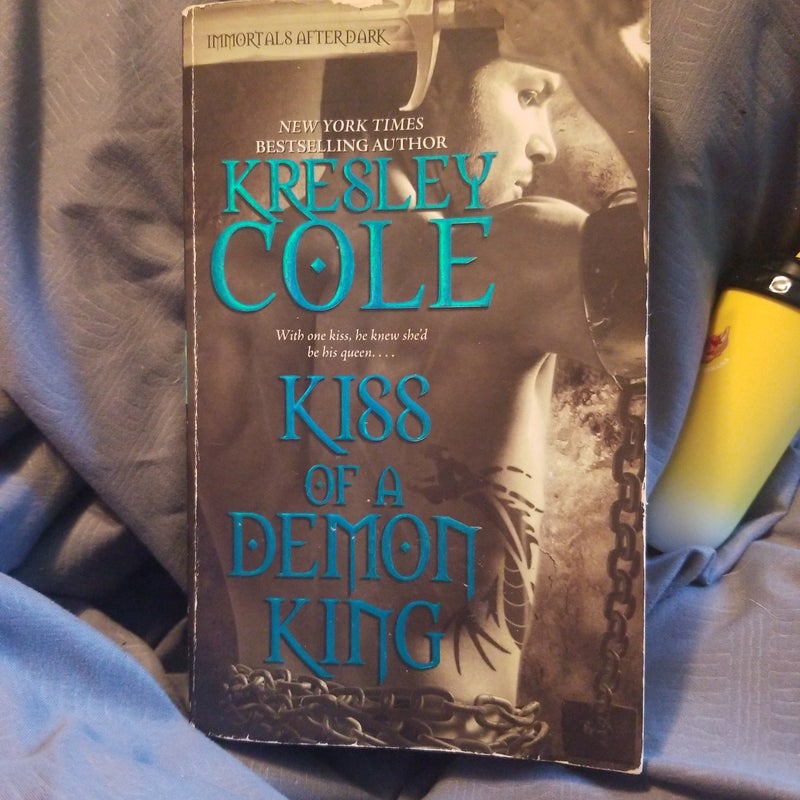 IMMORTALS AFTER DARK
NEW YORK TIMES
BESTSELLING AUTHOR
KRESLEY
COLE
With one kiss, he knew she'd
be his queen. . . .
KISS
OF A
DEMON
KING